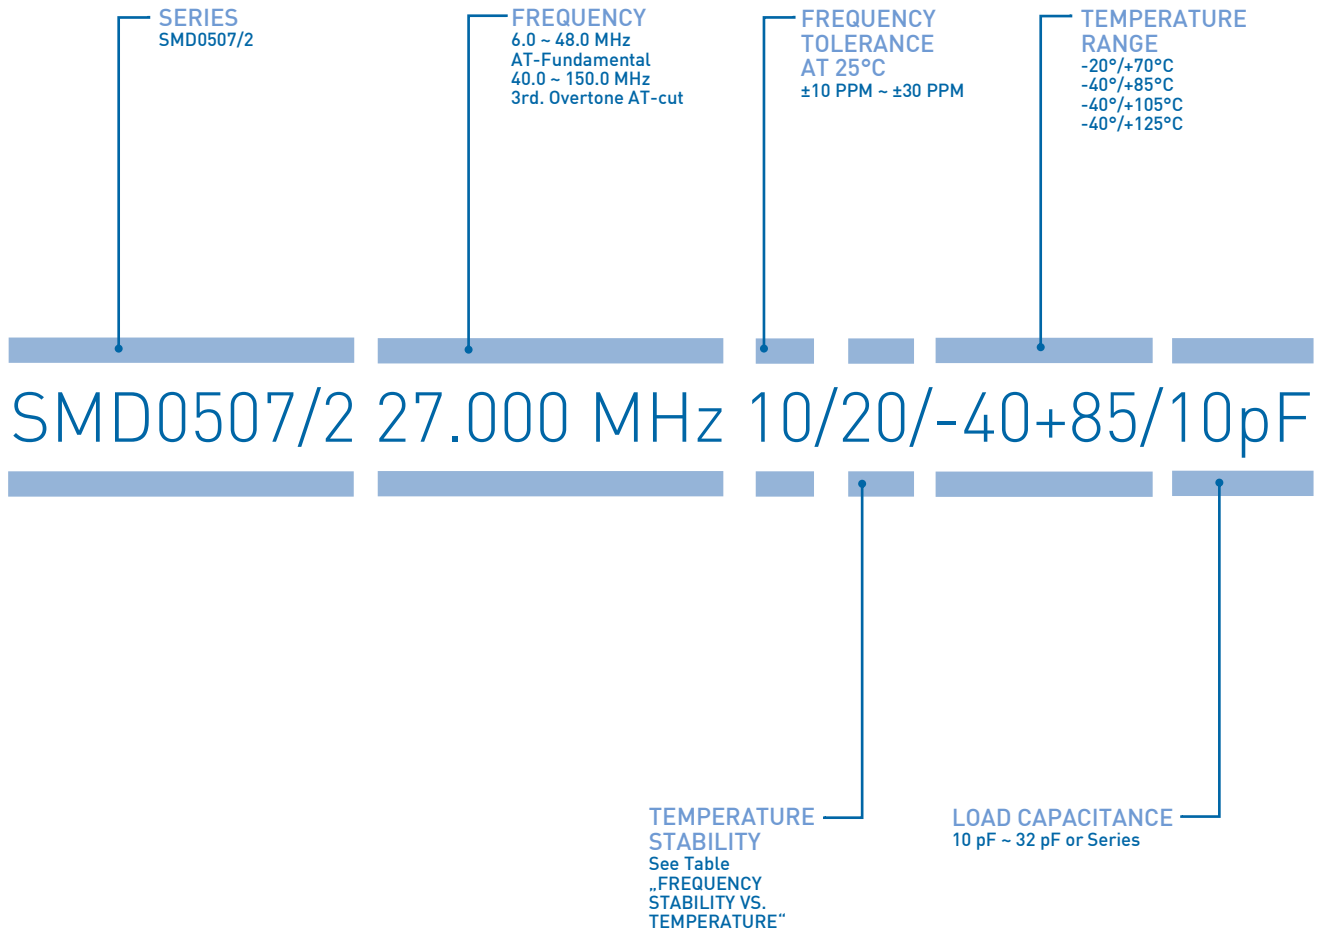 SERIES
SMD0507/2
FREQUENCY
6.0 ~ 48.0 MHz
AT-Fundamental
40.0 ~ 150.0 MHz
3rd. Overtone AT-cut
FREQUENCY
TOLERANCE
AT 25°C
±10 PPM ~ ±30 PPM
TEMPERATURE
RANGE
-20°/+70°C
-40°/+85°C
-40°/+105°C
-40°/+125°C
SMD0507/2 27.000 MHz 10/20/-40+85/10pF
TEMPERATURE
STABILITY
See Table
„FREQUENCY
STABILITY VS.
TEMPERATURE“
LOAD CAPACITANCE
10 pF ~ 32 pF or Series